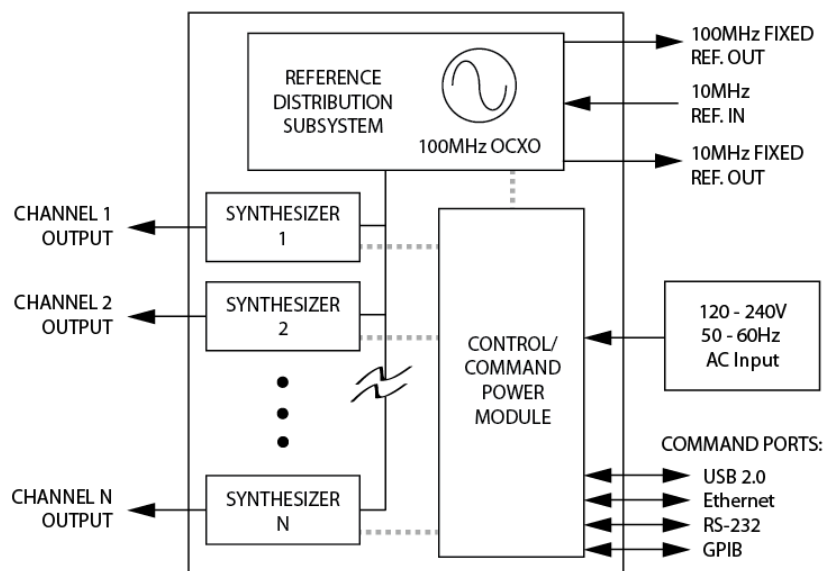 REFERENCE
DISTRIBUTION
SUBSYSTEM
100MHz OCXO
100MHz FIXED
REF. OUT
10MHz
REF. IN
10MHz FIXED
REF. OUT
CHANNEL 1
OUTPUT
SYNTHESIZER
1
CHANNEL 2
OUTPUT
SYNTHESIZER
2
CHANNEL N
OUTPUT
SYNTHESIZER
N
CONTROL/
COMMAND
POWER
MODULE
120 - 240V
50 - 60Hz
AC Input
COMMAND PORTS:
USB 2.0
Ethernet
RS-232
GPIB